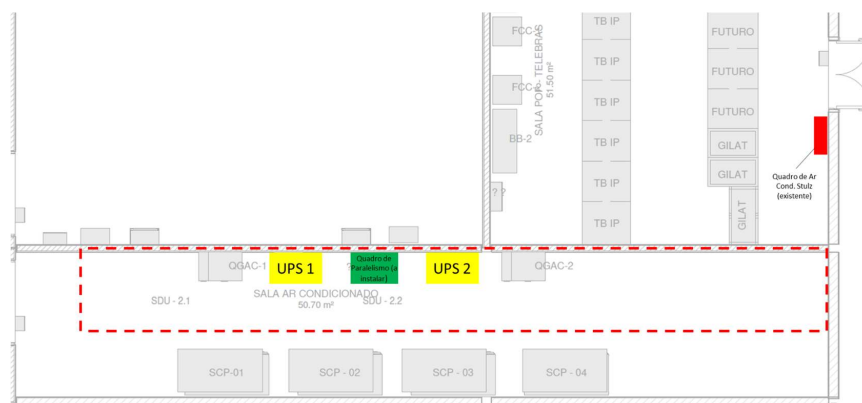 FCC-
FCC-
BB-2
? ?
SALA POP - TELEBRAS
51.50 m²
TB IP
TB IP
TB IP
TB IP
TB IP
TB IP
FUTURO
FUTURO
FUTURO
GILAT
GILAT
GILAT
Quadro de Ar
Cond. Stulz
(existente)
QGAC-1
UPS 1
Quadro de
Paralelismo (a
instalar)
UPS 2
QGAC-2
SDU - 2.1
SALA AR CONDICIONADO
50.70 m²
SDU - 2.2
SCP-01
SCP - 02
SCP - 03
SCP - 04